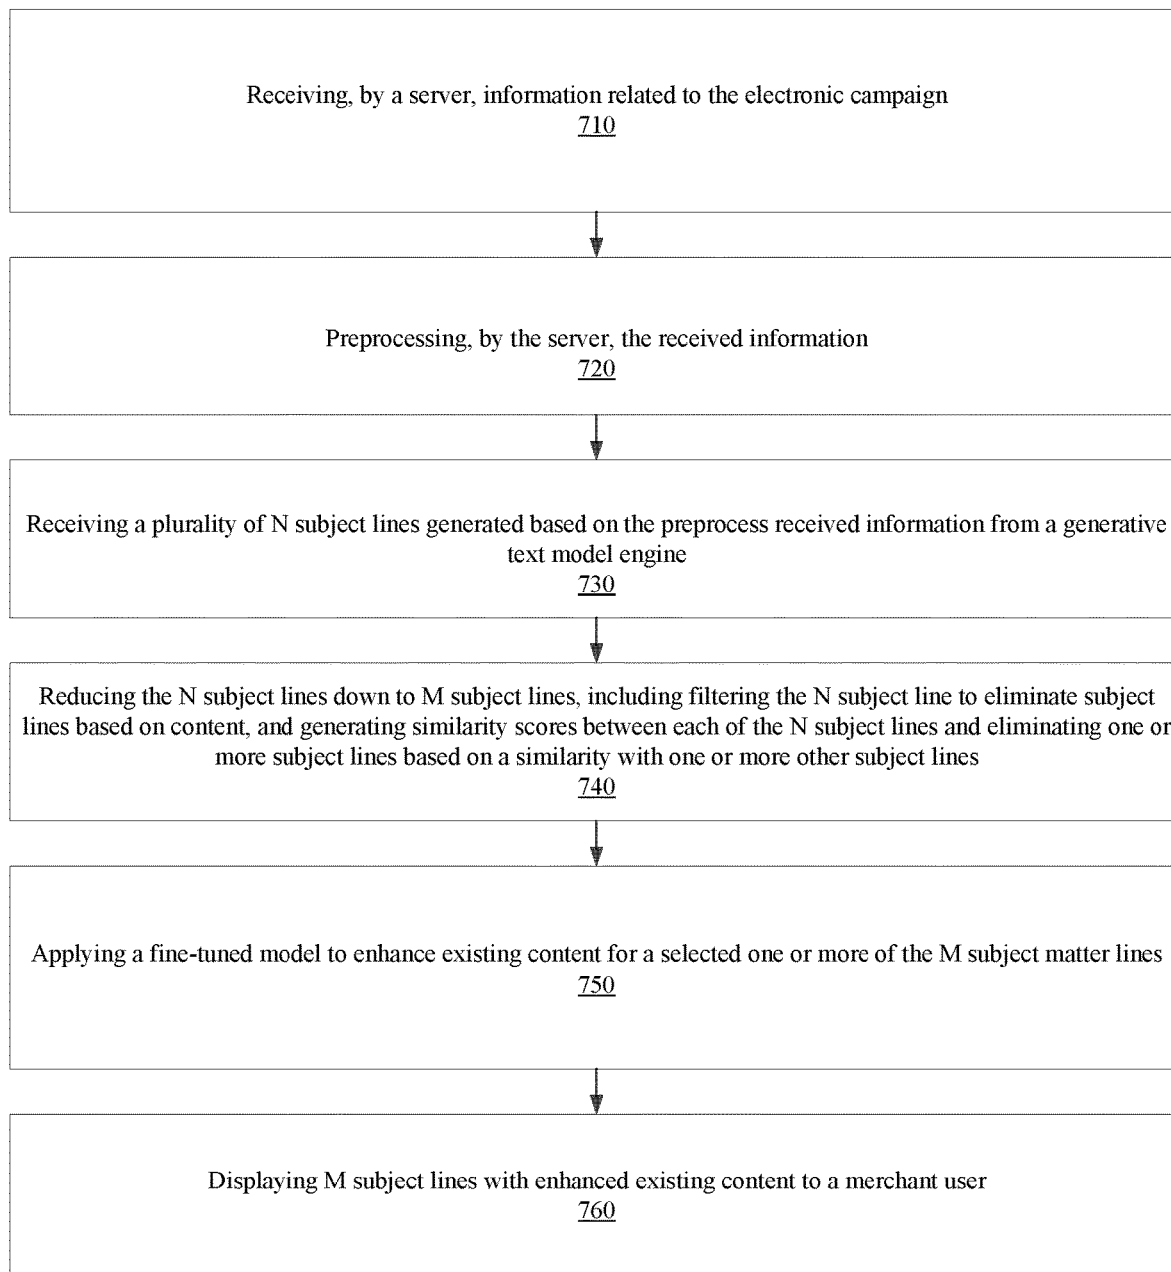 Receiving, by a server, information related to the electronic campaign
710
Preprocessing, by the server, the received information
720
Receiving a plurality of N subject lines generated based on the preprocess received information from a generative
text model engine
730
Reducing the N subject lines down to M subject lines, including filtering the N subject line to eliminate subject
lines based on content, and generating similarity scores between each of the N subject lines and eliminating one or
more subject lines based on a similarity with one or more other subject lines
740
Applying a fine-tuned model to enhance existing content for a selected one or more of the M subject matter lines
750
Displaying M subject lines with enhanced existing content to a merchant user
760